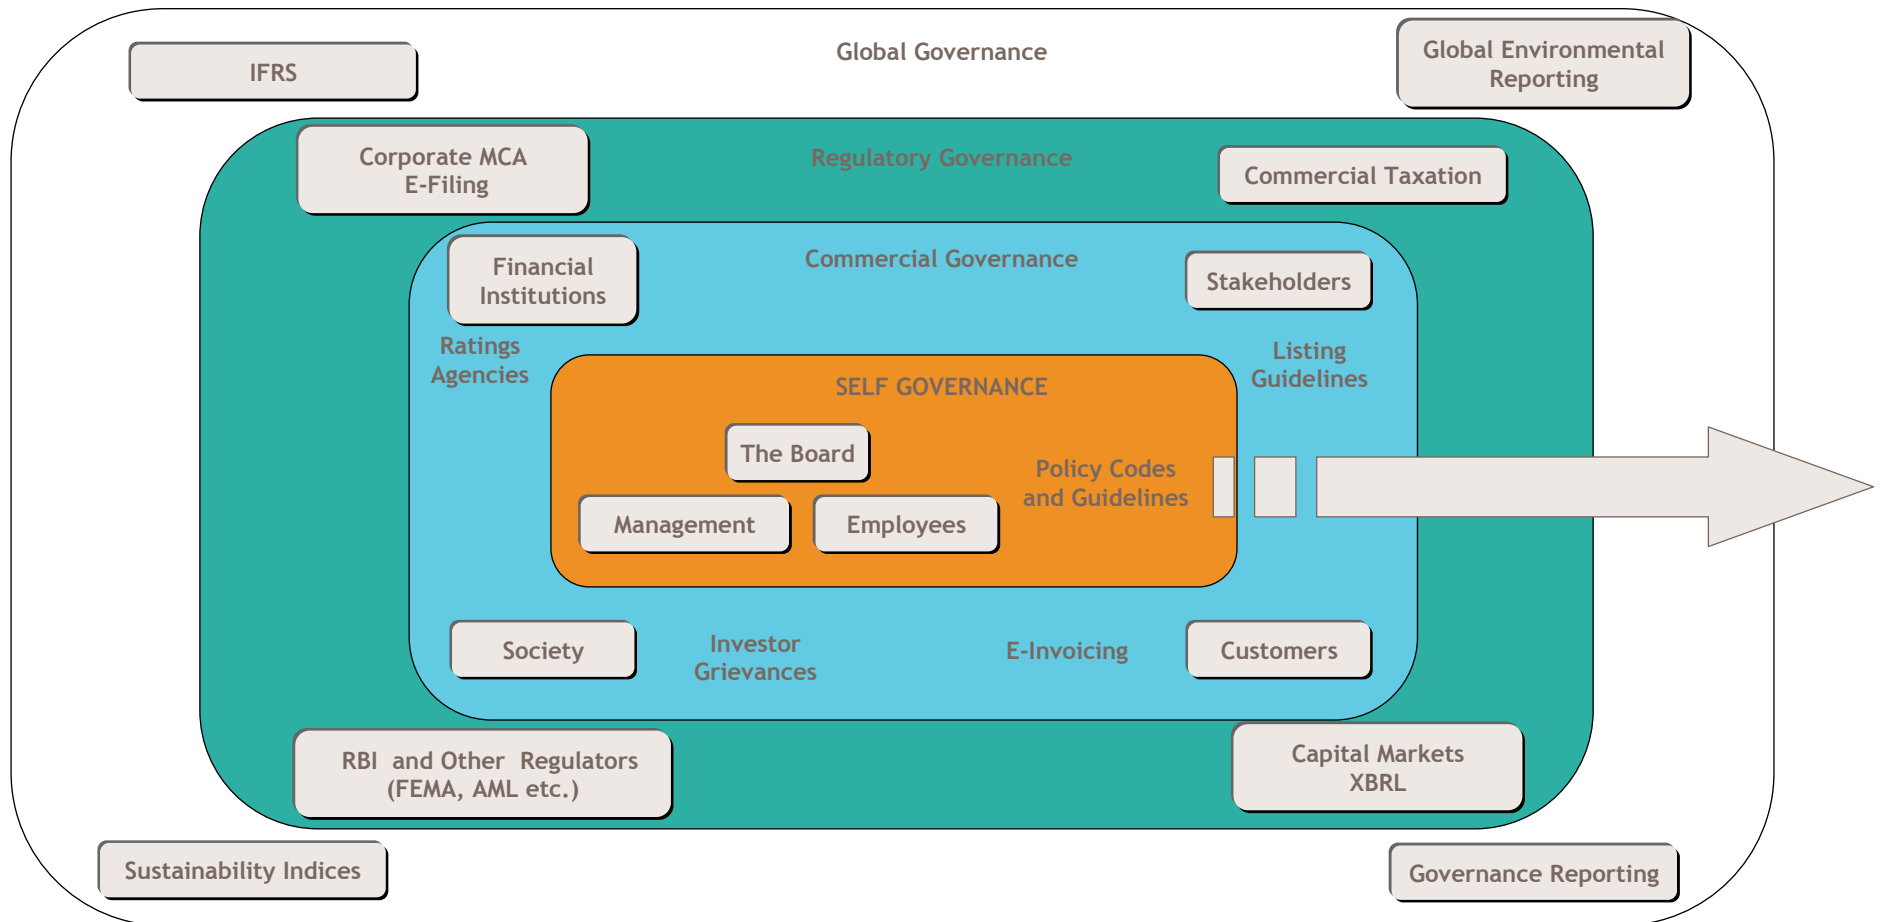 IFRS
Global Governance
Global Environmental
Reporting
Corporate MCA
E-Filing
Regulatory Governance
Commercial Taxation
Financial
Institutions
Commercial Governance
Stakeholders
Ratings
Agencies
Listing
Guidelines
SELF GOVERNANCE
The Board
Policy Codes
and Guidelines
Management
Employees
Society
Investor
Grievances
E-Invoicing
Customers
RBI and Other Regulators
(FEMA, AML etc.)
Capital Markets
XBRL
Sustainability Indices
Governance Reporting